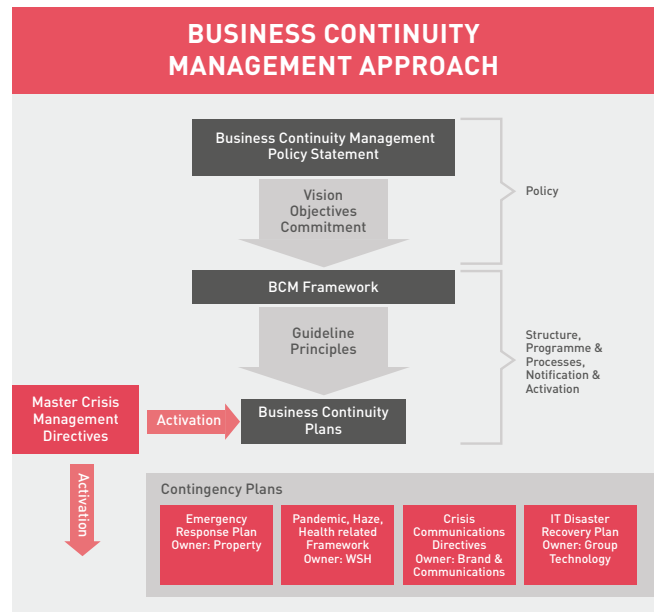 BUSINESS CONTINUITY
MANAGEMENT APPROACH
Business Continuity Management
Policy Statement
Vision
Objectives
Commitment
Policy
BCM Framework
Guideline
Principles
Structure,
Programme &
Processes,
Notification &
Activation
Master Crisis
Management
Directives
Activation
Business Continuity
Plans
Activation
Contingency Plans
Emergency
Response Plan
Owner: Property
Pandemic, Haze,
Health related
Framework
Owner: WSH
Crisis
Communications
Directives
Owner: Brand &
Communications
IT Disaster
Recovery Plan
Owner: Group
Technology